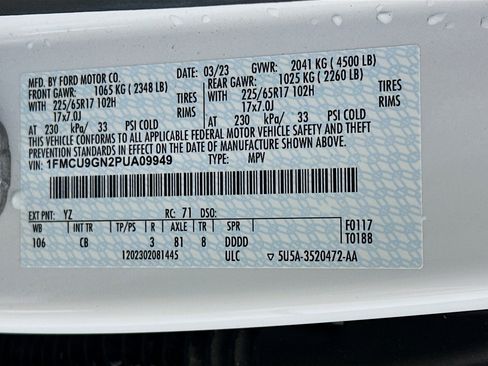 MFD. BY FORD MOTOR CO. DATE: 03/23 GVWR: 2041 KG (4500 LB)
FRONT GAWR: 1065 KG (2348 LB) REAR GAWR: 1025 KG (2260 LB)
WITH 225/65R17 102H TIRES WITH 225/65R17 102H TIRES
17x7.0J RIMS 17x7.0J RIMS
AT 230 kPa/ 33 PSI COLD AT 230 kPa/ 33 PSI COLD
THIS VEHICLE CONFORMS TO ALL APPLICABLE FEDERAL MOTOR VEHICLE SAFETY AND THEFT
PREVENTION STANDARDS IN EFFECT ON THE DATE OF MANUFACTURE SHOWN ABOVE.
VIN: 1FMCU9GN2PUA09949 TYPE: MPV
EXT PNT: YZ RC: 71 DSO:
WB INT TR TP/PS R AXLE TR SPR F0117
106 CB 3 81 8 DDDD T0188
1202302081445 ULC 5U5A-3520472-AA